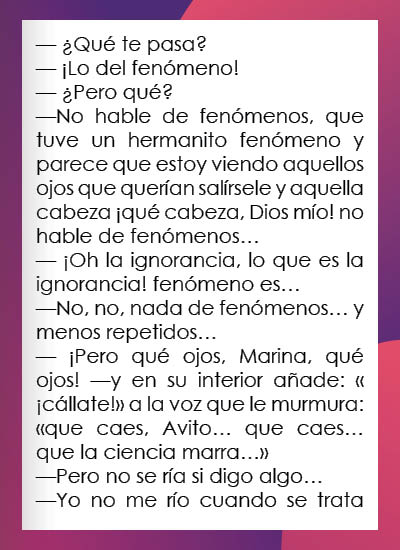 — ¿Qué te pasa?
— ¡Lo del fenómeno!
— ¿Pero qué?
—No hable de fenómenos, que
tuve un hermanito fenómeno y
parece que estoy viendo aquellos
ojos que querían salírsele y aquella
cabeza ¡qué cabeza, Dios mío! no
hable de fenómenos…
— ¡Oh la ignorancia, lo que es la
ignorancia! fenómeno es…
—No, no, nada de fenómenos… y
menos repetidos…
— ¡Pero qué ojos, Marina, qué
ojos! —y en su interior añade: «
¡cállate!» a la voz que le murmura:
«que caes, Avito… que caes…
que la ciencia marra…»
—Pero no se ría si digo algo…
—Yo no me río cuando se trata